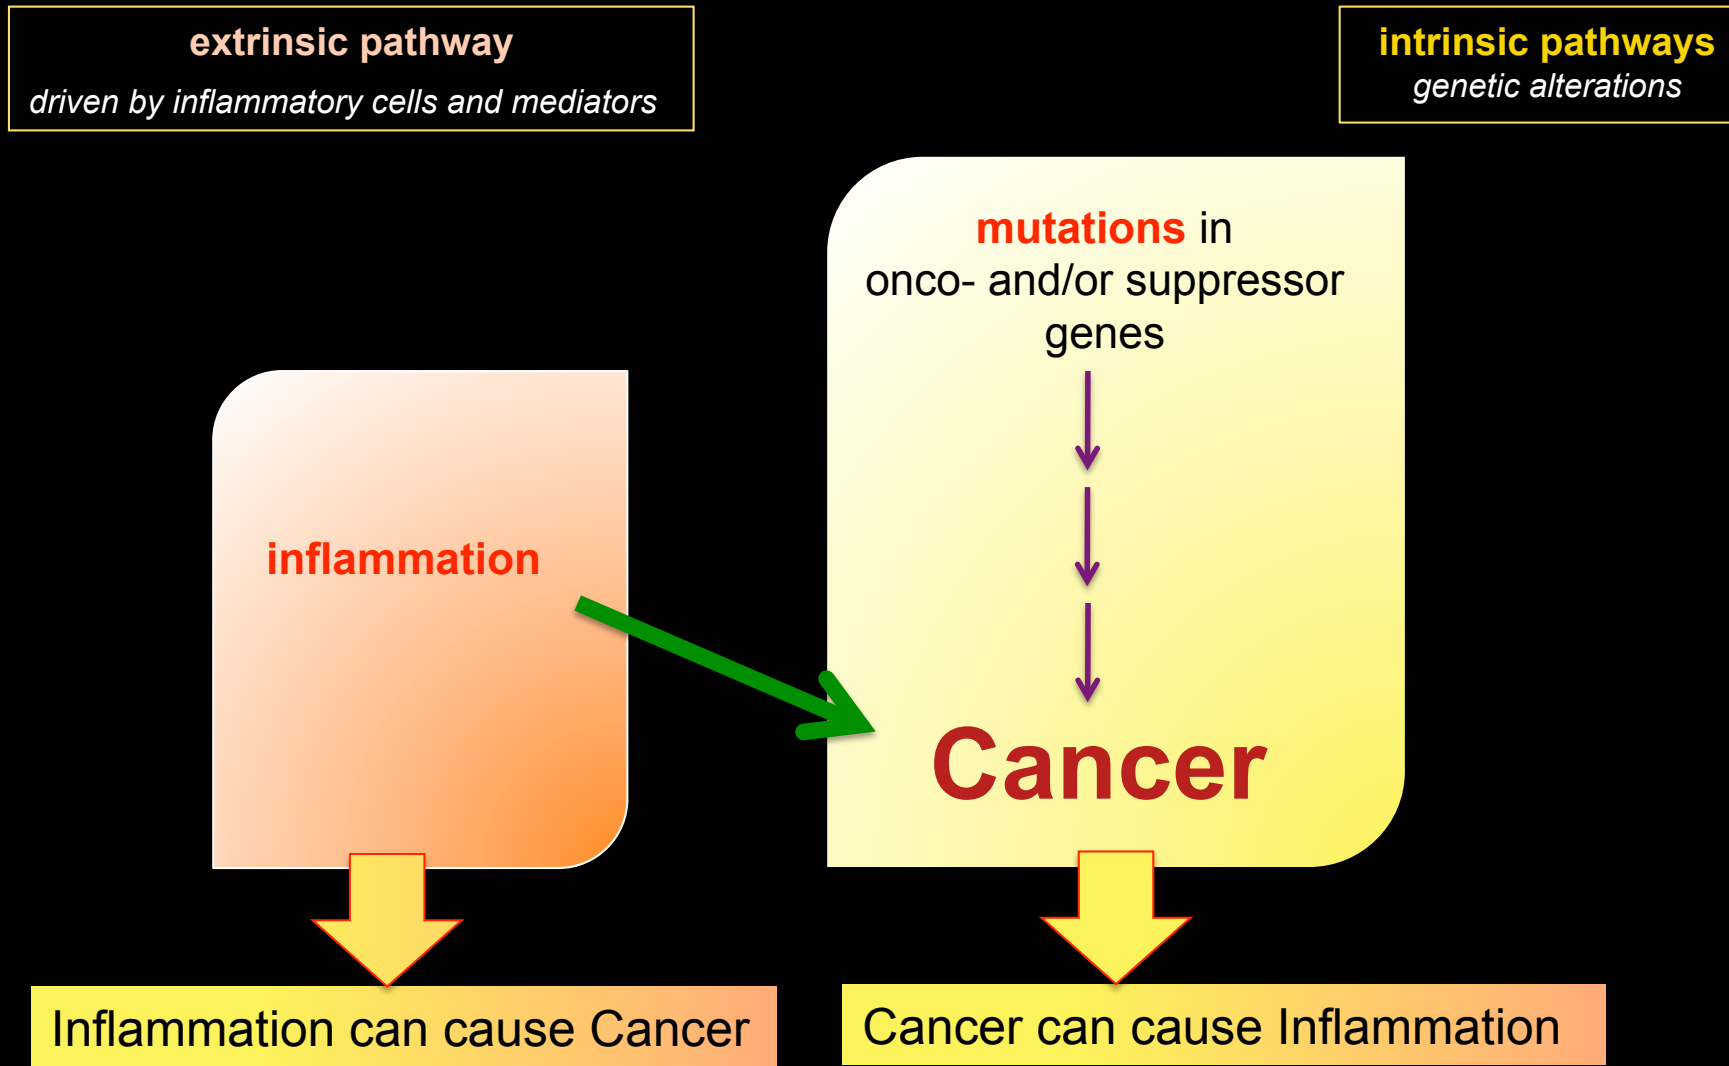 extrinsic pathway
driven by inflammatory cells and mediators
intrinsic pathways
genetic alterations
mutations in
onco- and/or suppressor
genes
inflammation
Cancer
Inflammation can cause Cancer
Cancer can cause Inflammation